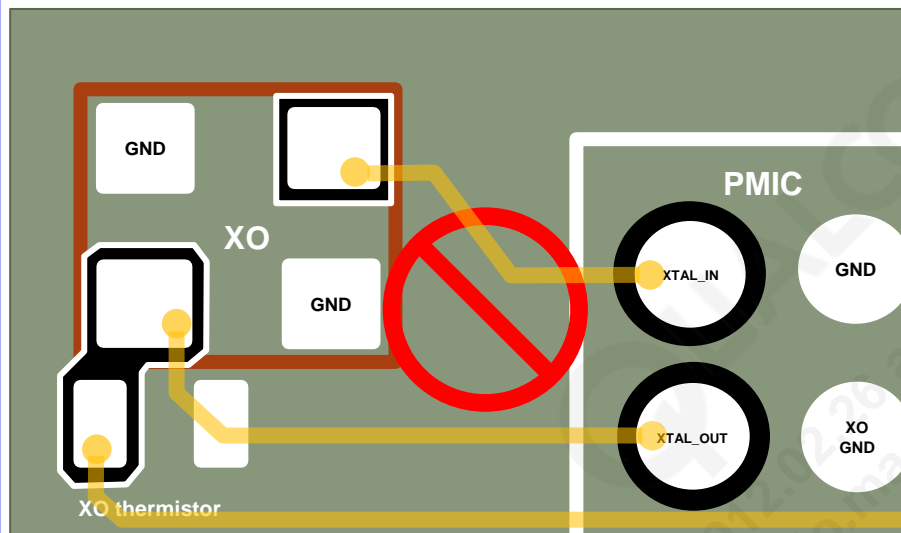 GND
XO
GND
XO thermistor
PMIC
XTAL_IN
GND
XTAL_OUT
XO
GND